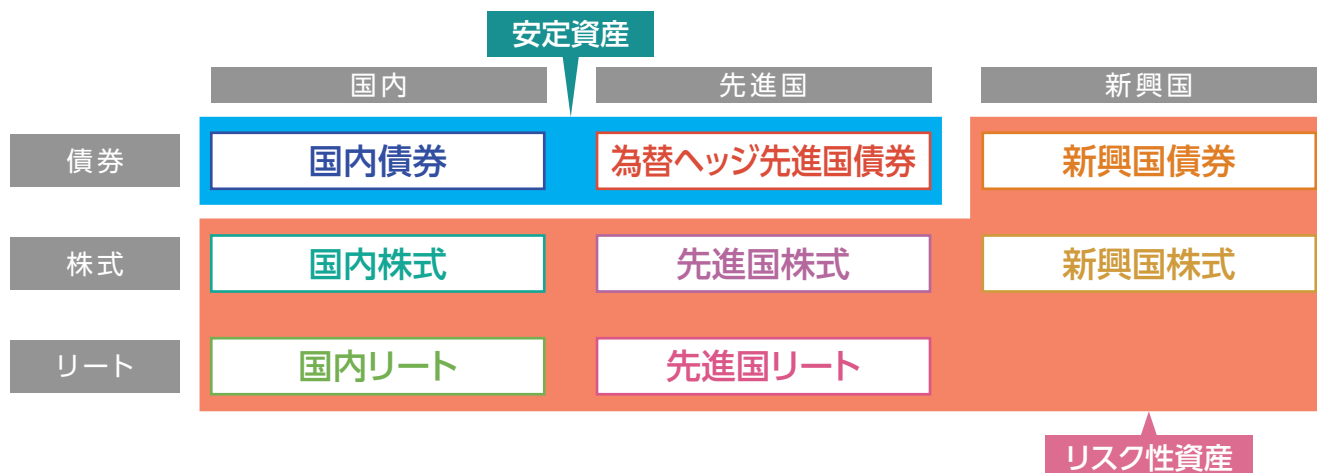 安定資産
国内
先進国
新興国
債券
国内債券
為替ヘッジ先進国債券
新興国債券
株式
国内株式
先進国株式
新興国株式
リート
国内リート
先進国リート
リスク性資産